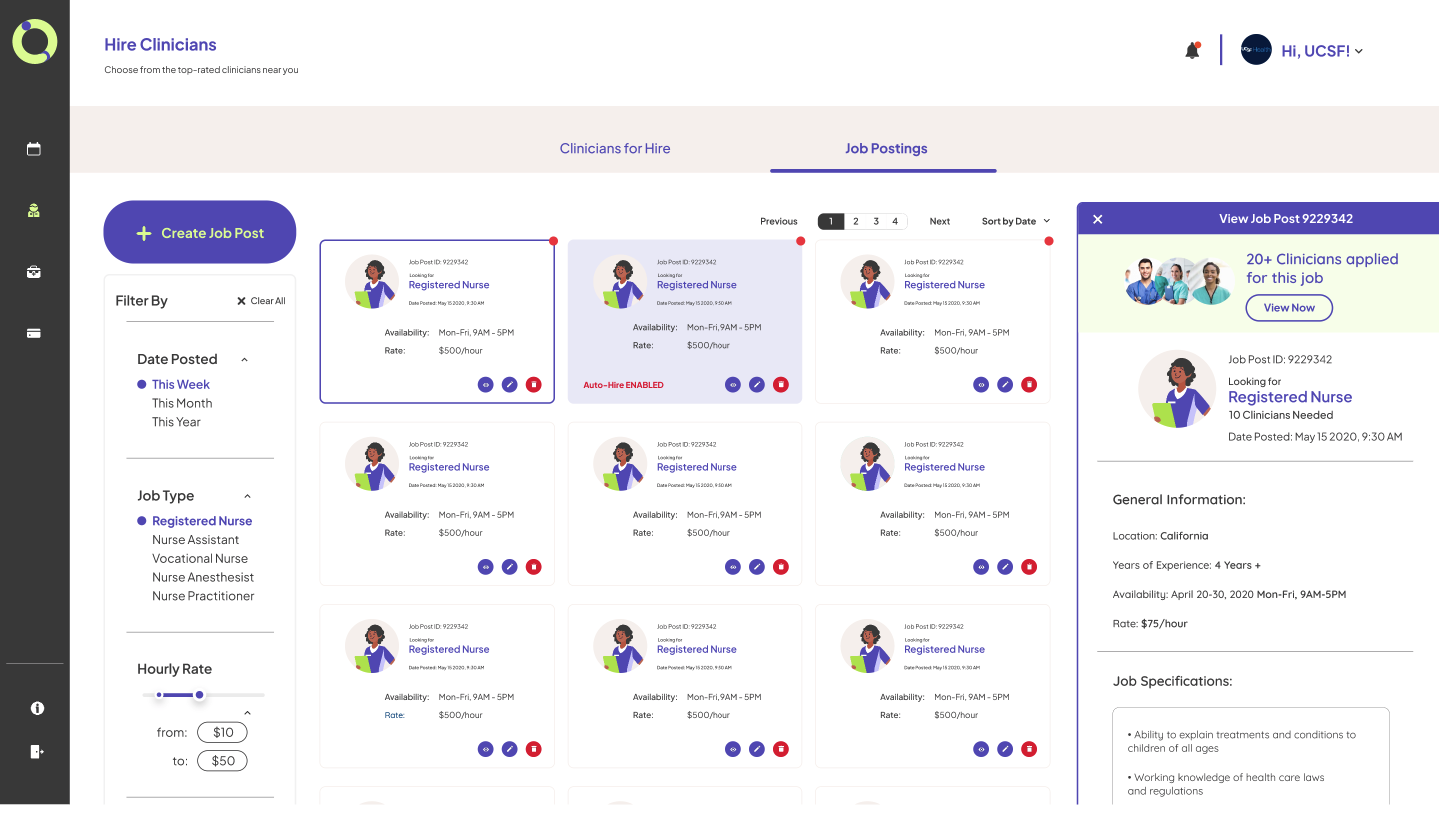 Hire Clinicians
Choose from the top-rated clinicians near you
Hi, UCSF!
Clinicians for Hire
Job Postings
Create Job Post
Filter By
Clear All
Date Posted
This Week
This Month
This Year
Job Type
Registered Nurse
Nurse Assistant
Vocational Nurse
Nurse Anesthesist
Nurse Practitioner
Hourly Rate
from: $10
to: $50
Previous 1 2 3 4 Next Sort by Date
Job Post ID: 9229342
Looking for
Registered Nurse
Date Posted: May 15 2020, 9:30 AM
Availability: Mon-Fri, 9AM - 5PM
Rate: $500/hour
Job Post ID: 9229342
Looking for
Registered Nurse
Date Posted: May 15 2020, 9:30 AM
Availability: Mon-Fri, 9AM - 5PM
Rate: $500/hour
Auto-Hire ENABLED
Job Post ID: 9229342
Looking for
Registered Nurse
Date Posted: May 15 2020, 9:30 AM
Availability: Mon-Fri, 9AM - 5PM
Rate: $500/hour
Job Post ID: 9229342
Looking for
Registered Nurse
Date Posted: May 15 2020, 9:30 AM
Availability: Mon-Fri, 9AM - 5PM
Rate: $500/hour
Job Post ID: 9229342
Looking for
Registered Nurse
Date Posted: May 15 2020, 9:30 AM
Availability: Mon-Fri, 9AM - 5PM
Rate: $500/hour
Job Post ID: 9229342
Looking for
Registered Nurse
Date Posted: May 15 2020, 9:30 AM
Availability: Mon-Fri, 9AM - 5PM
Rate: $500/hour
Job Post ID: 9229342
Looking for
Registered Nurse
Date Posted: May 15 2020, 9:30 AM
Availability: Mon-Fri, 9AM - 5PM
Rate: $500/hour
Job Post ID: 9229342
Looking for
Registered Nurse
Date Posted: May 15 2020, 9:30 AM
Availability: Mon-Fri, 9AM - 5PM
Rate: $500/hour
Job Post ID: 9229342
Looking for
Registered Nurse
Date Posted: May 15 2020, 9:30 AM
Availability: Mon-Fri, 9AM - 5PM
Rate: $500/hour
View Job Post 9229342
20+ Clinicians applied
for this job
View Now
Job Post ID: 9229342
Looking for
Registered Nurse
10 Clinicians Needed
Date Posted: May 15 2020, 9:30 AM
General Information:
Location: California
Years of Experience: 4 Years +
Availability: April 20-30, 2020 Mon-Fri, 9AM-5PM
Rate: $75/hour
Job Specifications:
• Ability to explain treatments and conditions to
children of all ages
• Working knowledge of health care laws
and regulations